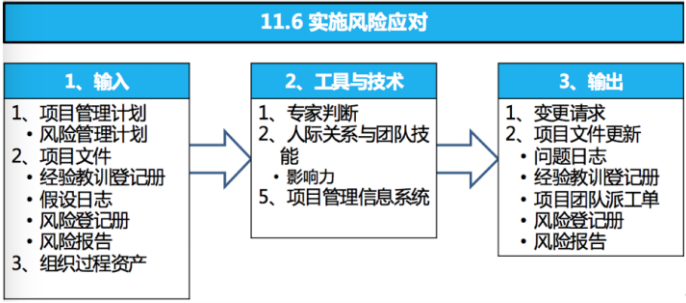 11.6 实施风险应对
1、输入
1、项目管理计划
• 风险管理计划
2、项目文件
• 经验教训登记册
• 假设日志
• 风险登记册
• 风险报告
3、组织过程资产
2、工具与技术
1、专家判断
2、人际关系与团队技
能
• 影响力
5、项目管理信息系统
3、输出
1、变更请求
2、项目文件更新
• 问题日志
• 经验教训登记册
• 项目团队派工单
• 风险登记册
• 风险报告